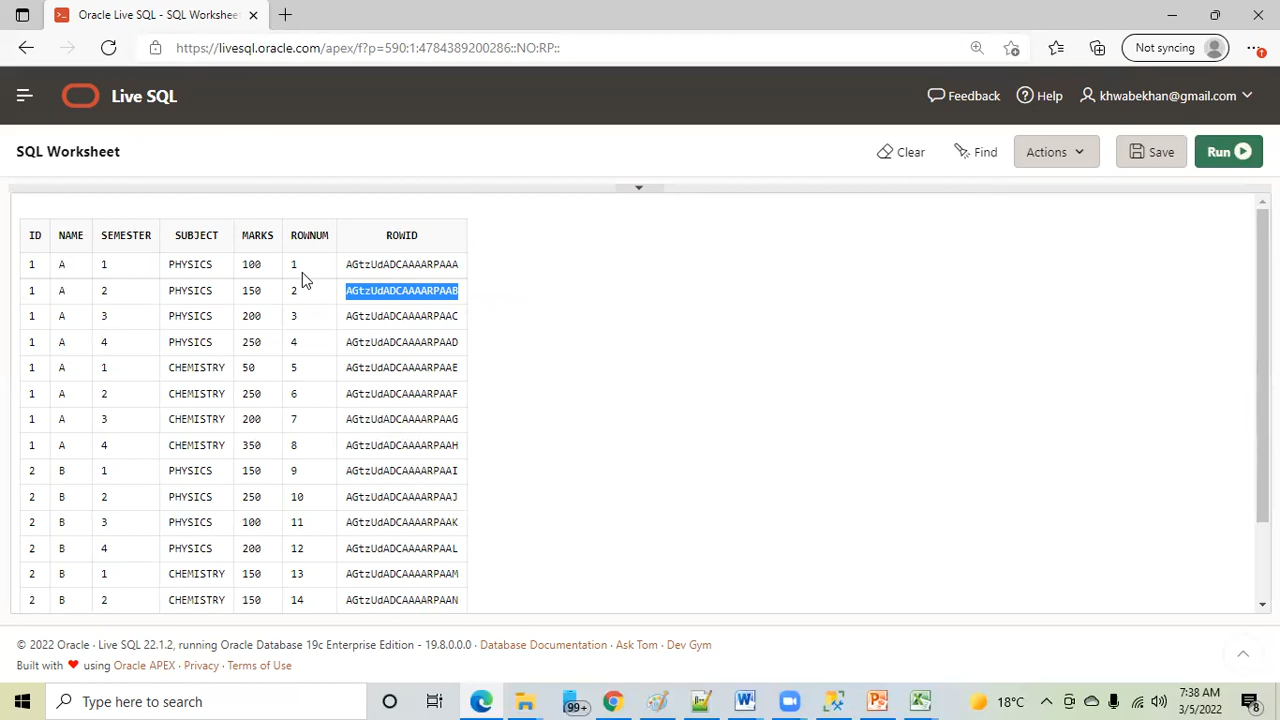 Oracle Live SQL - SQL Worksheet
https://livesql.oracle.com/apex/f?p=590:1:4784389200286::NO:RP::
Not syncing
Live SQL
Feedback
Help
khwabekhan@gmail.com
SQL Worksheet
Clear
Find
Actions
Save
Run
ID NAME SEMESTER SUBJECT MARKS ROWNUM ROWID
1 A 1 PHYSICS 100 1 AGtzUdADCAAAARPAAA
1 A 2 PHYSICS 150 2 AGtzUdADCAAAARPAAB
1 A 3 PHYSICS 200 3 AGtzUdADCAAAARPAAC
1 A 4 PHYSICS 250 4 AGtzUdADCAAAARPAAD
1 A 1 CHEMISTRY 50 5 AGtzUdADCAAAARPAAE
1 A 2 CHEMISTRY 250 6 AGtzUdADCAAAARPAAF
1 A 3 CHEMISTRY 200 7 AGtzUdADCAAAARPAAG
1 A 4 CHEMISTRY 350 8 AGtzUdADCAAAARPAAH
2 B 1 PHYSICS 150 9 AGtzUdADCAAAARPAAI
2 B 2 PHYSICS 250 10 AGtzUdADCAAAARPAAJ
2 B 3 PHYSICS 100 11 AGtzUdADCAAAARPAAK
2 B 4 PHYSICS 200 12 AGtzUdADCAAAARPAAL
2 B 1 CHEMISTRY 150 13 AGtzUdADCAAAARPAAM
2 B 2 CHEMISTRY 150 14 AGtzUdADCAAAARPAAN
© 2022 Oracle · Live SQL 22.1.2, running Oracle Database 19c Enterprise Edition - 19.8.0.0.0 · Database Documentation · Ask Tom · Dev Gym
Built with ❤ using Oracle APEX · Privacy · Terms of Use
Type here to search
99+
18°C
7:38 AM
3/5/2022
8